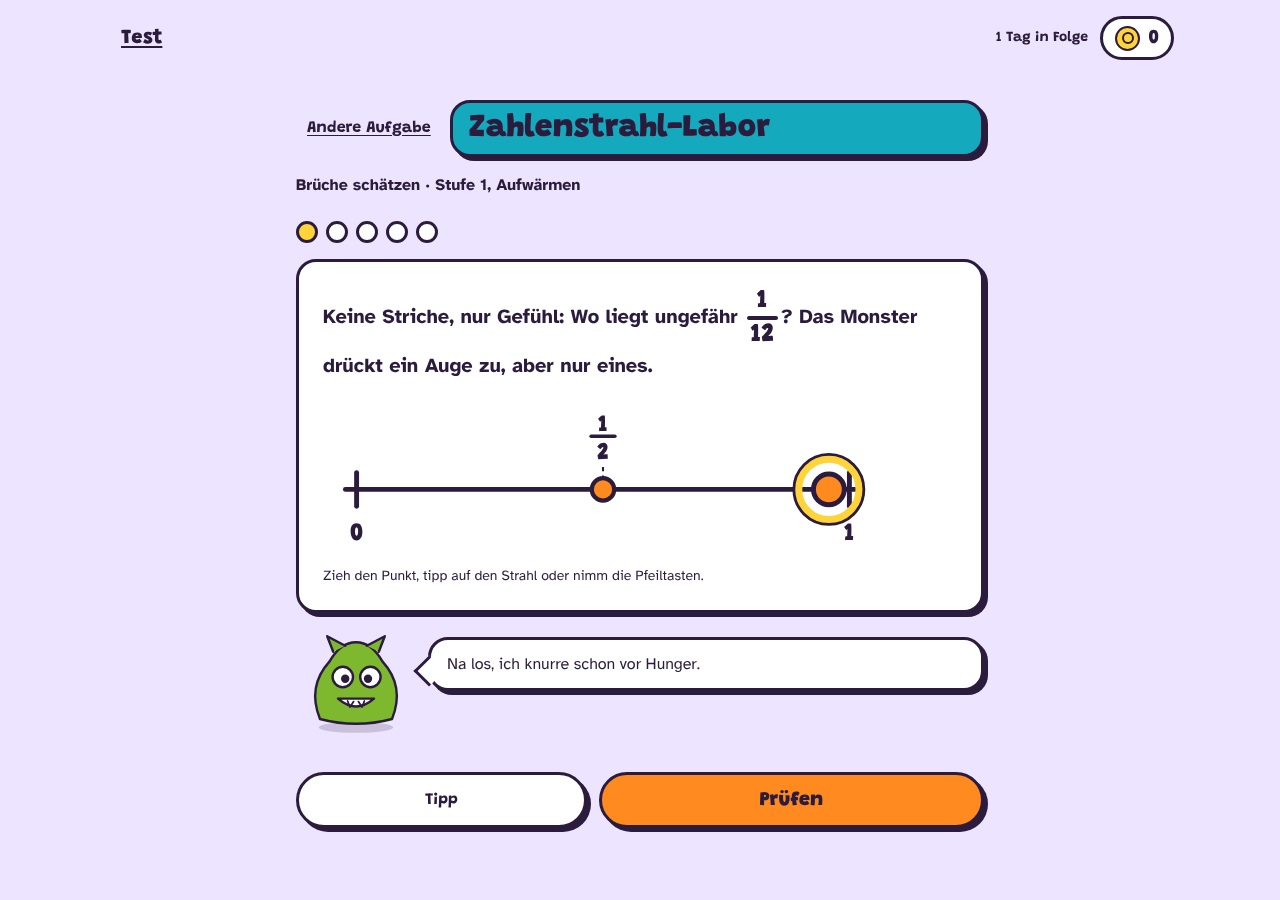 Test
1 Tag in Folge
0
Andere Aufgabe
Zahlenstrahl-Labor
Brüche schätzen · Stufe 1, Aufwärmen
Keine Striche, nur Gefühl: Wo liegt ungefähr 1/12? Das Monster
drückt ein Auge zu, aber nur eines.
1/2
0
1
Zieh den Punkt, tipp auf den Strahl oder nimm die Pfeiltasten.
Na los, ich knurre schon vor Hunger.
Tipp
Prüfen